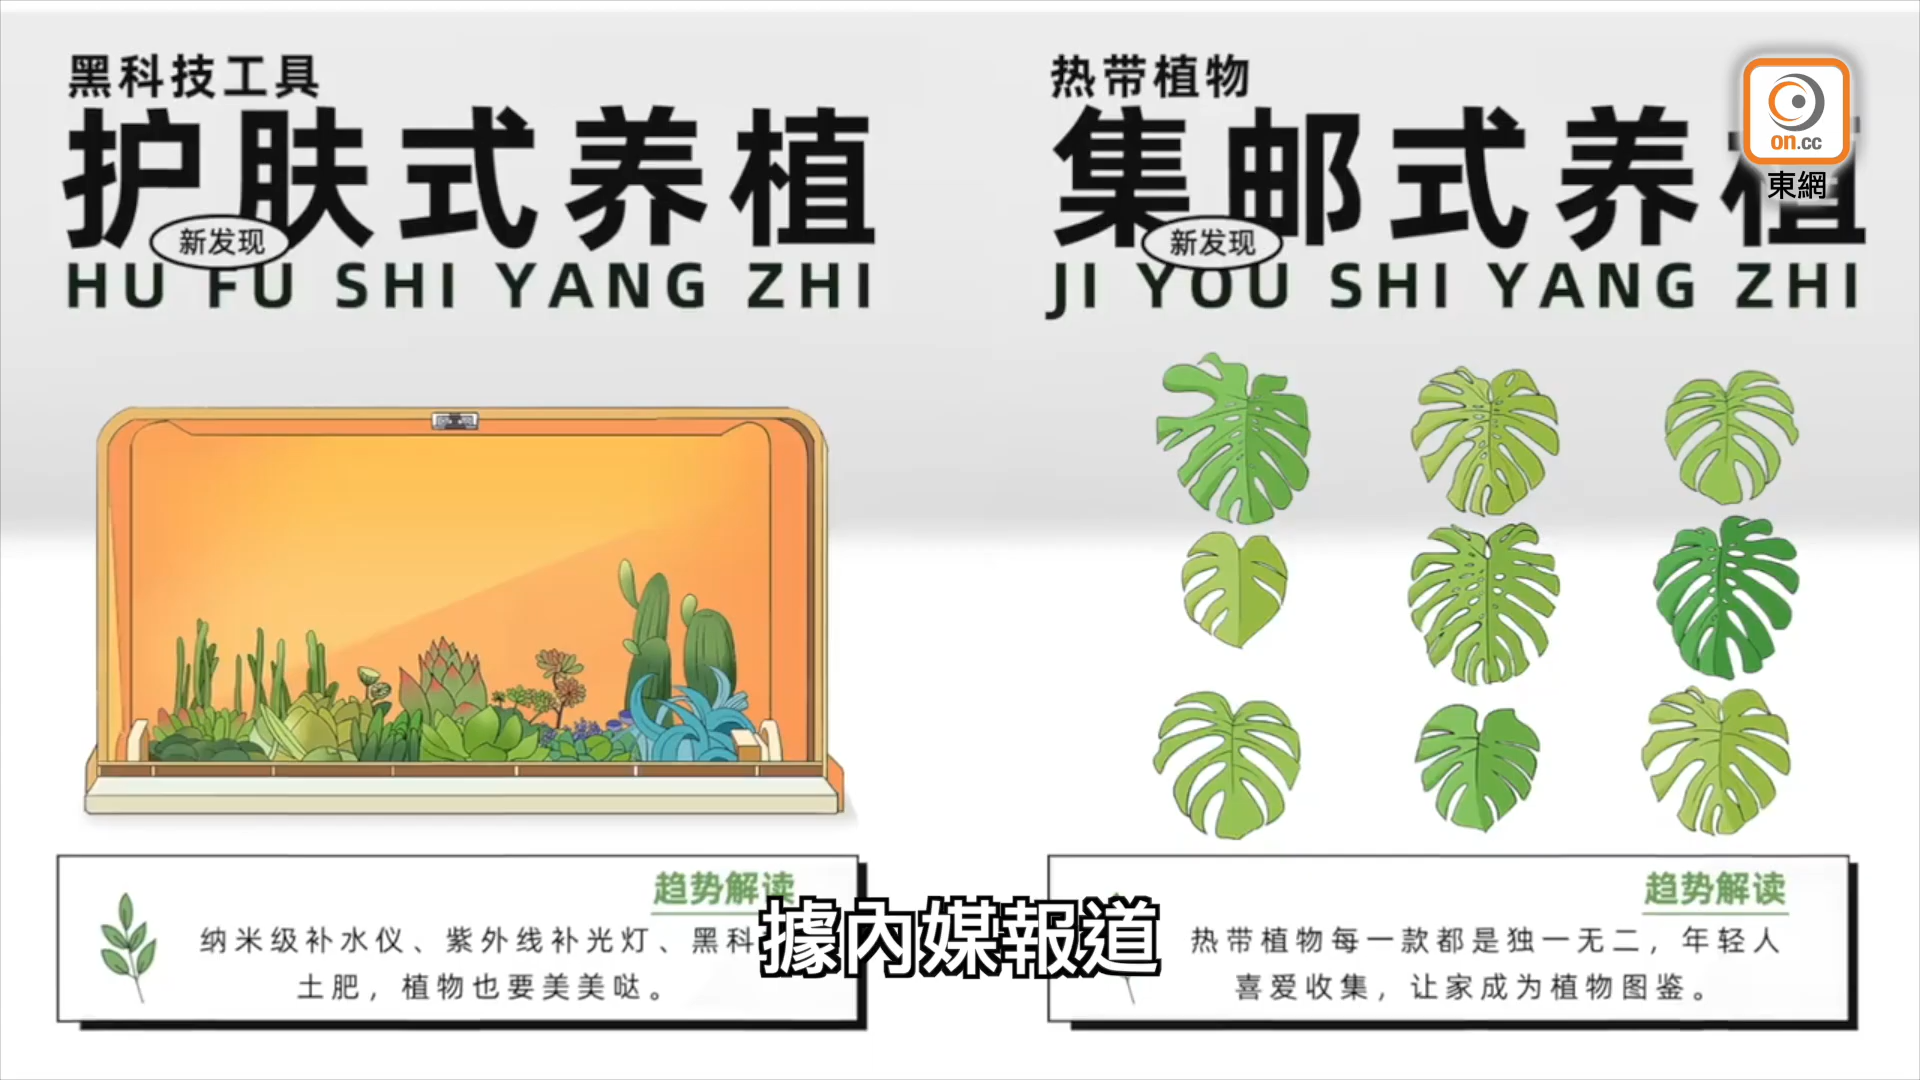 黑科技工具
护肤式养植
新发现
HU FU SHI YANG ZHI
趋势解读
纳米级补水仪、紫外线补光灯、黑科
土肥，植物也要美美哒。
热带植物
集邮式养植
新发现
JI YOU SHI YANG ZHI
趋势解读
热带植物每一款都是独一无二，年轻人
喜爱收集，让家成为植物图鉴。
on.cc
東網
據內媒報道